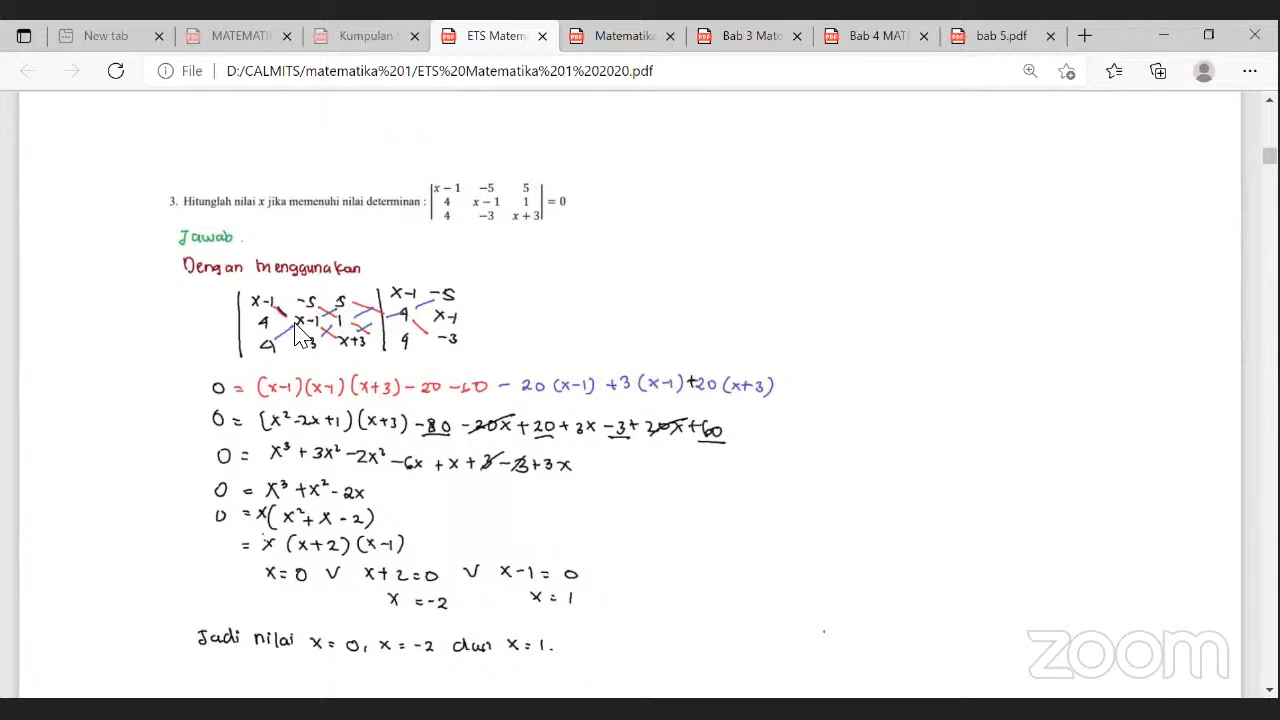 New tab
MATEMATI
Kumpulan
ETS Matem
Matematika
Bab 3 Mate
Bab 4 MATI
bab 5.pdf
File
D:/CALMITS/matematika%201/ETS%20Matematika%201%202020.pdf
3. Hitunglah nilai x jika memenuhi nilai determinan : | x − 1 −5 5 | = 0
4 x − 1 1
4 −3 x + 3
Jawab.
Dengan menggunakan
| x-1 -5 5 | x-1 -5
4 x-1 1 | 4 x-1
4 3 x+3 | 4 -3
0 = (x-1)(x-1)(x+3) - 20 - 60 - 20(x-1) + 3(x-1) + 20(x+3)
0 = (x² - 2x + 1)(x+3) - 80 - 20x + 20 + 3x - 3 + 20x + 60
0 = x³ + 3x² - 2x² - 6x + x + 3 - 3 + 3x
0 = x³ + x² - 2x
0 = x(x² + x - 2)
= x (x+2)(x-1)
x = 0 V x+2 = 0 V x-1 = 0
x = -2 x = 1
Jadi nilai x = 0, x = -2 dan x = 1.
zoom